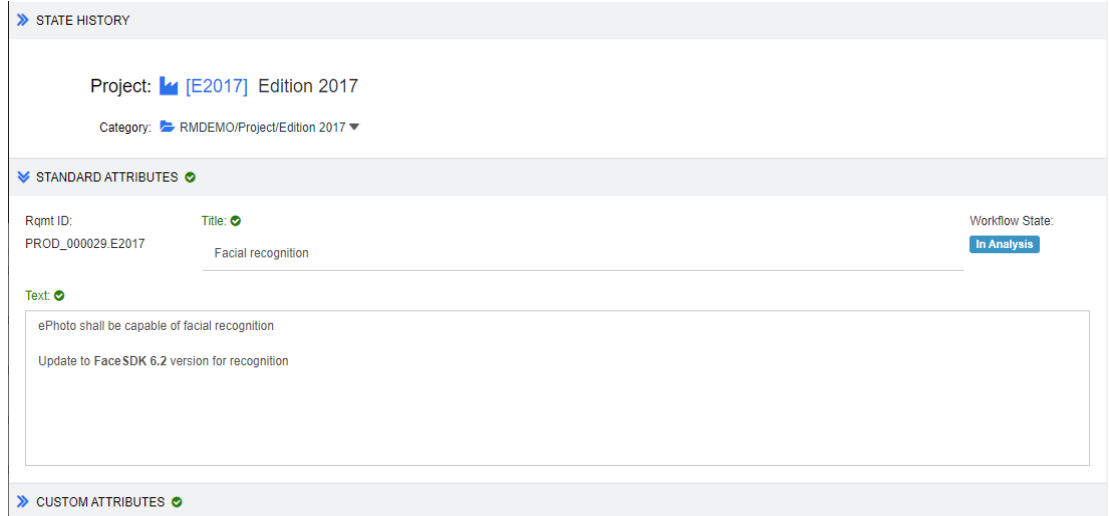 STATE HISTORY
Project: [E2017] Edition 2017
Category: RMDEMO/Project/Edition 2017
STANDARD ATTRIBUTES
Rqmt ID: Title: Workflow State:
PROD_000029.E2017 Facial recognition In Analysis
Text:
ePhoto shall be capable of facial recognition
Update to FaceSDK 6.2 version for recognition
CUSTOM ATTRIBUTES